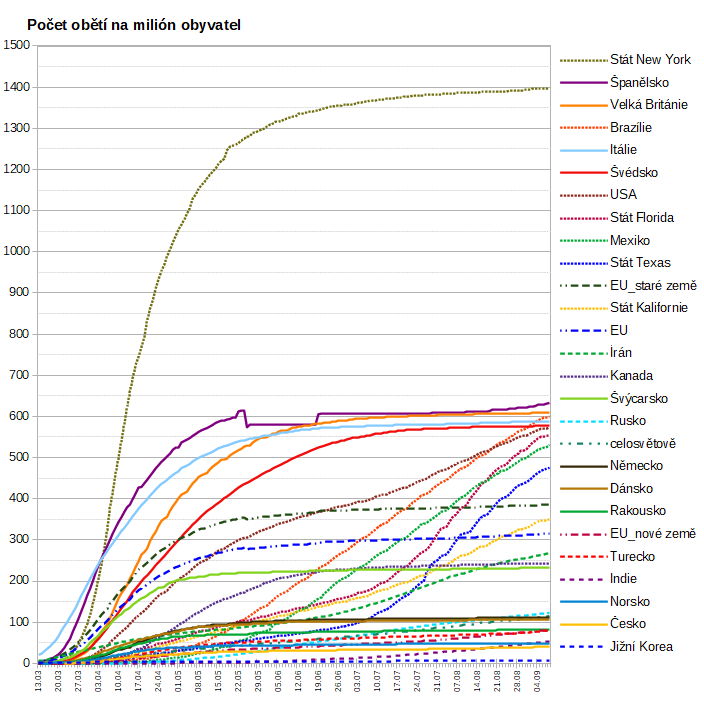 Počet obětí na milión obyvatel
1500
1400
1300
1200
1100
1000
900
800
700
600
500
400
300
200
100
0
13.03
20.03
27.03
03.04
10.04
17.04
24.04
01.05
08.05
15.05
22.05
29.05
05.06
12.06
19.06
26.06
03.07
10.07
17.07
24.07
31.07
07.08
14.08
21.08
28.08
04.09
Stát New York
Španělsko
Velká Británie
Brazílie
Itálie
Švédsko
USA
Stát Florida
Mexiko
Stát Texas
EU_staré země
Stát Kalifornie
EU
Írán
Kanada
Švýcarsko
Rusko
celosvětově
Německo
Dánsko
Rakousko
EU_nové země
Turecko
Indie
Norsko
Česko
Jižní Korea